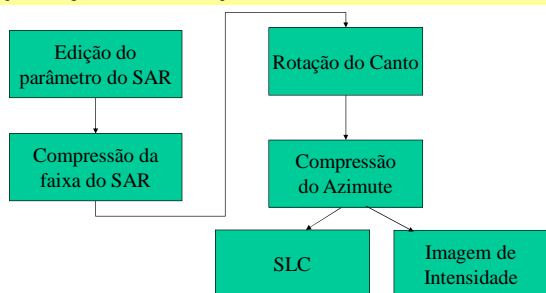 Edição do
parâmetro do SAR
Compressão da
faixa do SAR
Rotação do Canto
Compressão
do Azimute
SLC
Imagem de
Intensidade